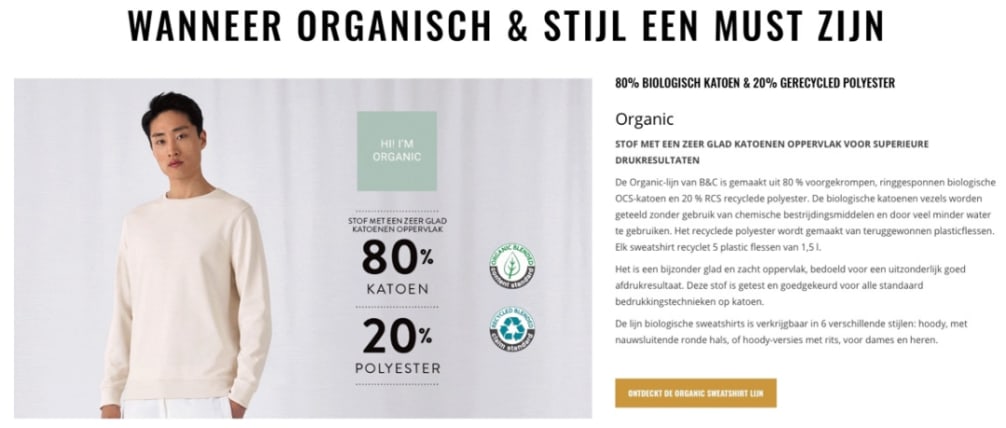 WANNEER ORGANISCH & STIJL EEN MUST ZIJN
HI! I'M
ORGANIC
STOF MET EEN ZEER GLAD
KATOENEN OPPERVLAK
80%
KATOEN
20%
POLYESTER
ORGANIC BLENDED
content standard
RECYCLED BLENDED
claim standard
80% BIOLOGISCH KATOEN & 20% GERECYCLED POLYESTER
Organic
STOF MET EEN ZEER GLAD KATOENEN OPPERVLAK VOOR SUPERIEURE
DRUKRESULTATEN
De Organic-lijn van B&C is gemaakt uit 80 % voorgekrompen, ringgesponnen biologische
OCS-katoen en 20 % RCS recyclede polyester. De biologische katoenen vezels worden
geteeld zonder gebruik van chemische bestrijdingsmiddelen en door veel minder water
te gebruiken. Het recyclede polyester wordt gemaakt van teruggewonnen plasticflessen.
Elk sweatshirt recyclet 5 plastic flessen van 1,5 l.
Het is een bijzonder glad en zacht oppervlak, bedoeld voor een uitzonderlijk goed
afdrukresultaat. Deze stof is getest en goedgekeurd voor alle standaard
bedrukkingstechnieken op katoen.
De lijn biologische sweatshirts is verkrijgbaar in 6 verschillende stijlen: hoody, met
nauwsluitende ronde hals, of hoody-versies met rits, voor dames en heren.
ONTDECKT DE ORGANIC SWEATSHIRT LIJN